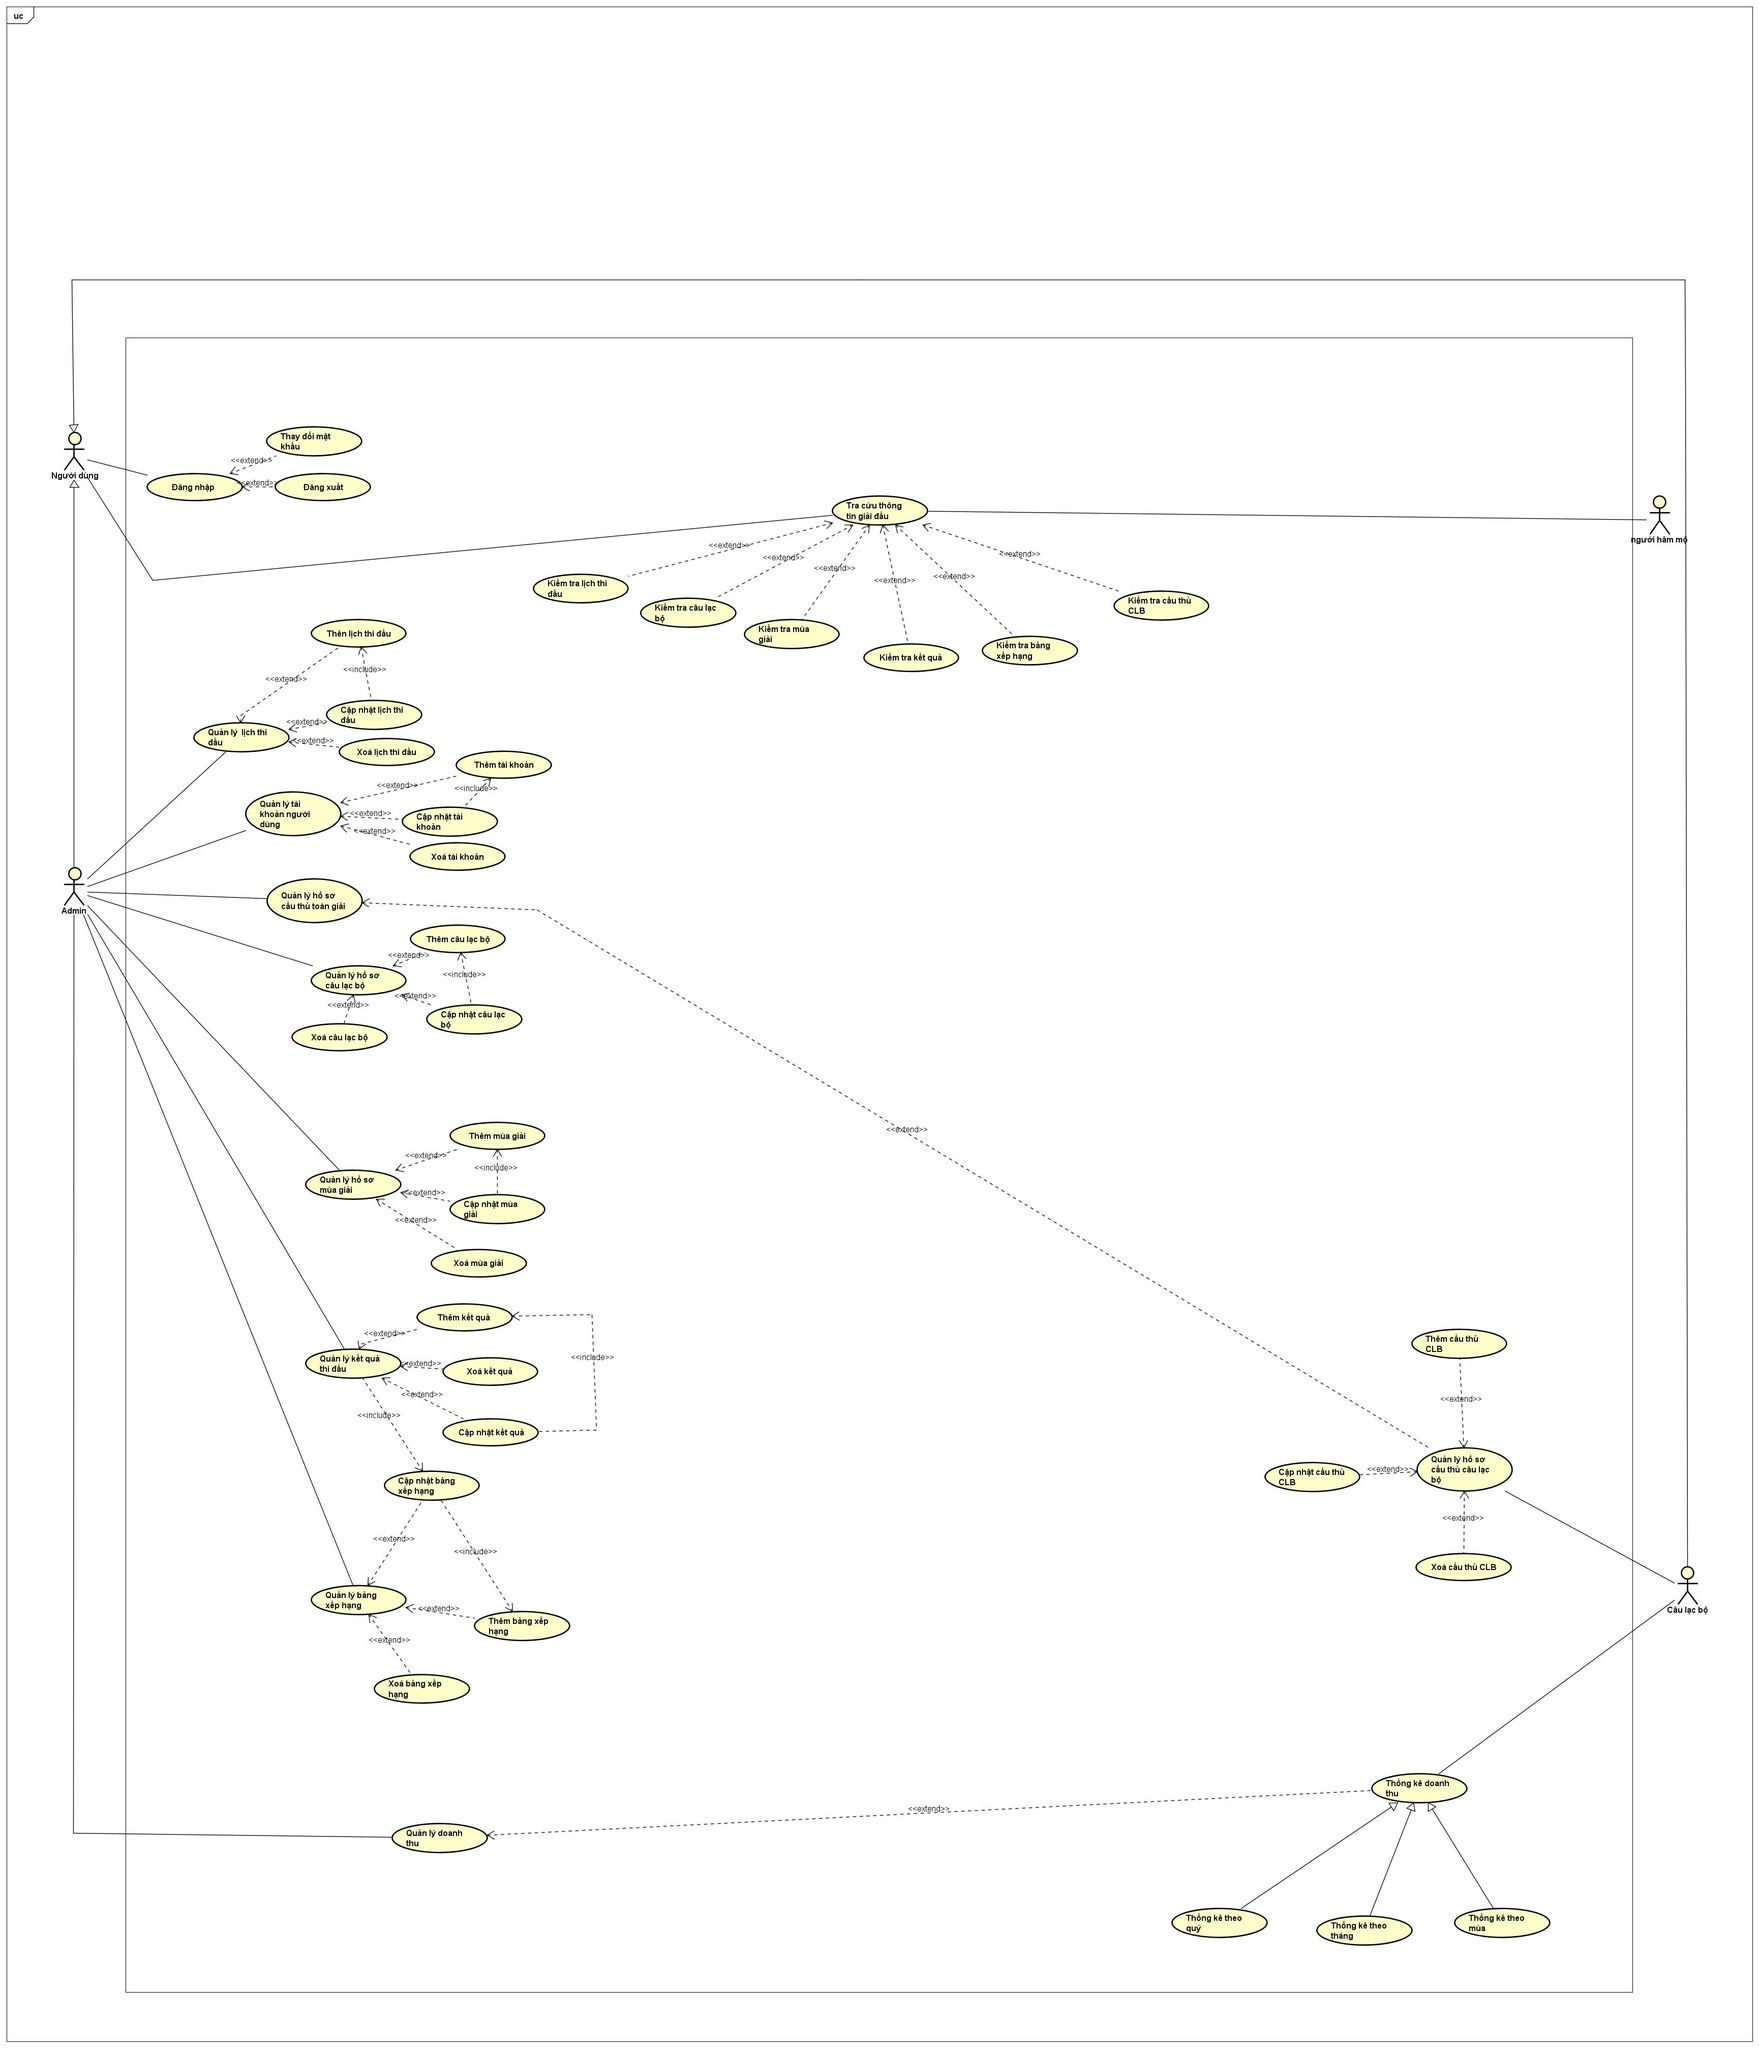 uc
Thay đổi mật
khẩu
<<extend>>
Người dùng
Đăng nhập
<<extend>>
Đăng xuất
Tra cứu thông
tin giải đấu
người hâm mộ
<<extend>>
<<extend>>
<<extend>>
<<extend>>
<<extend>>
<<extend>>
Kiểm tra lịch thi
đấu
Kiểm tra câu lạc
bộ
Kiểm tra mùa
giải
Kiểm tra kết quả
Kiểm tra bảng
xếp hạng
Kiểm tra cầu thủ
CLB
Thên lịch thi đấu
<<include>>
<<extend>>
Cập nhật lịch thi
đấu
<<extend>>
Quản lý  lịch thi
đấu
<<extend>>
Xoá lịch thi đấu
Thêm tài khoản
<<extend>>
<<include>>
Quản lý tài
khoản người
dùng
<<extend>>
Cập nhật tài
khoản
<<extend>>
Xoá tài khoản
Admin
Quản lý hồ sơ
cầu thủ toàn giải
Thêm câu lạc bộ
<<extend>>
<<include>>
Quản lý hồ sơ
câu lạc bộ
<<extend>>
<<extend>>
Cập nhật câu lạc
bộ
Xoá câu lạc bộ
<<extend>>
Thêm mùa giải
<<extend>>
<<include>>
Quản lý hồ sơ
mùa giải
<<extend>>
Cập nhật mùa
giải
<<extend>>
Xoá mùa giải
Thêm kết quả
<<extend>>
<<include>>
Quản lý kết quả
thi đấu
<<extend>>
Xoá kết quả
<<extend>>
<<include>>
Cập nhật kết quả
Thêm cầu thủ
CLB
<<extend>>
Quản lý hồ sơ
cầu thủ câu lạc
bộ
Cập nhật cầu thủ
CLB
<<extend>>
<<extend>>
Xoá cầu thủ CLB
Câu lạc bộ
Cập nhật bảng
xếp hạng
<<extend>>
<<include>>
Quản lý bảng
xếp hạng
<<extend>>
Thêm bảng xếp
hạng
<<extend>>
Xoá bảng xếp
hạng
Thống kê doanh
thu
<<extend>>
Quản lý doanh
thu
Thống kê theo
quý
Thống kê theo
tháng
Thống kê theo
mùa